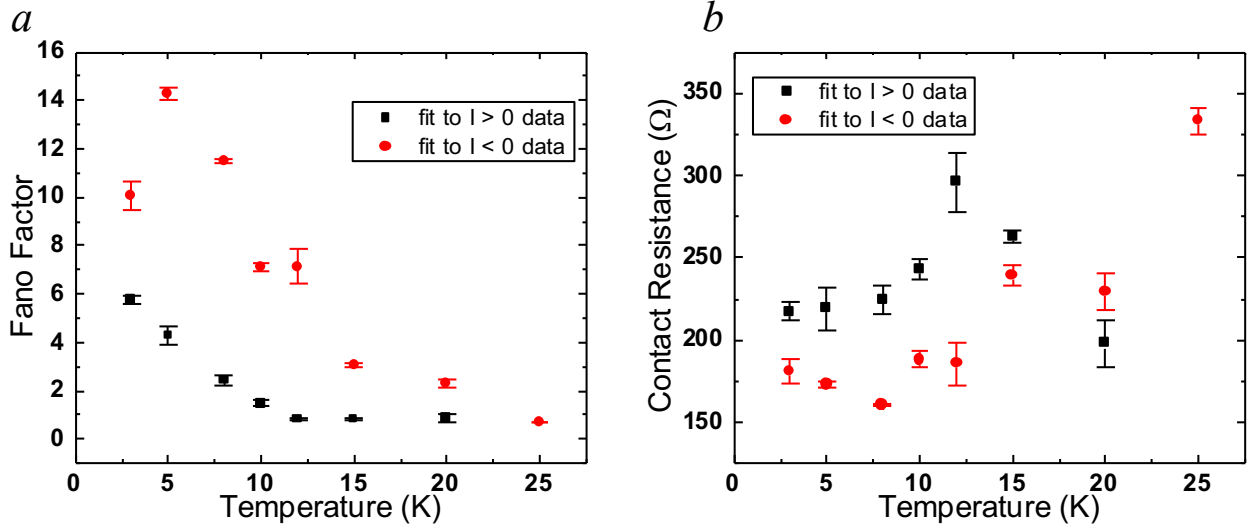 a
16
14
12
10
8
6
4
2
0
Fano Factor
fit to I > 0 data
fit to I < 0 data
0 5 10 15 20 25
Temperature (K)
b
350
300
250
200
150
Contact Resistance (Ω)
fit to I > 0 data
fit to I < 0 data
0 5 10 15 20 25
Temperature (K)